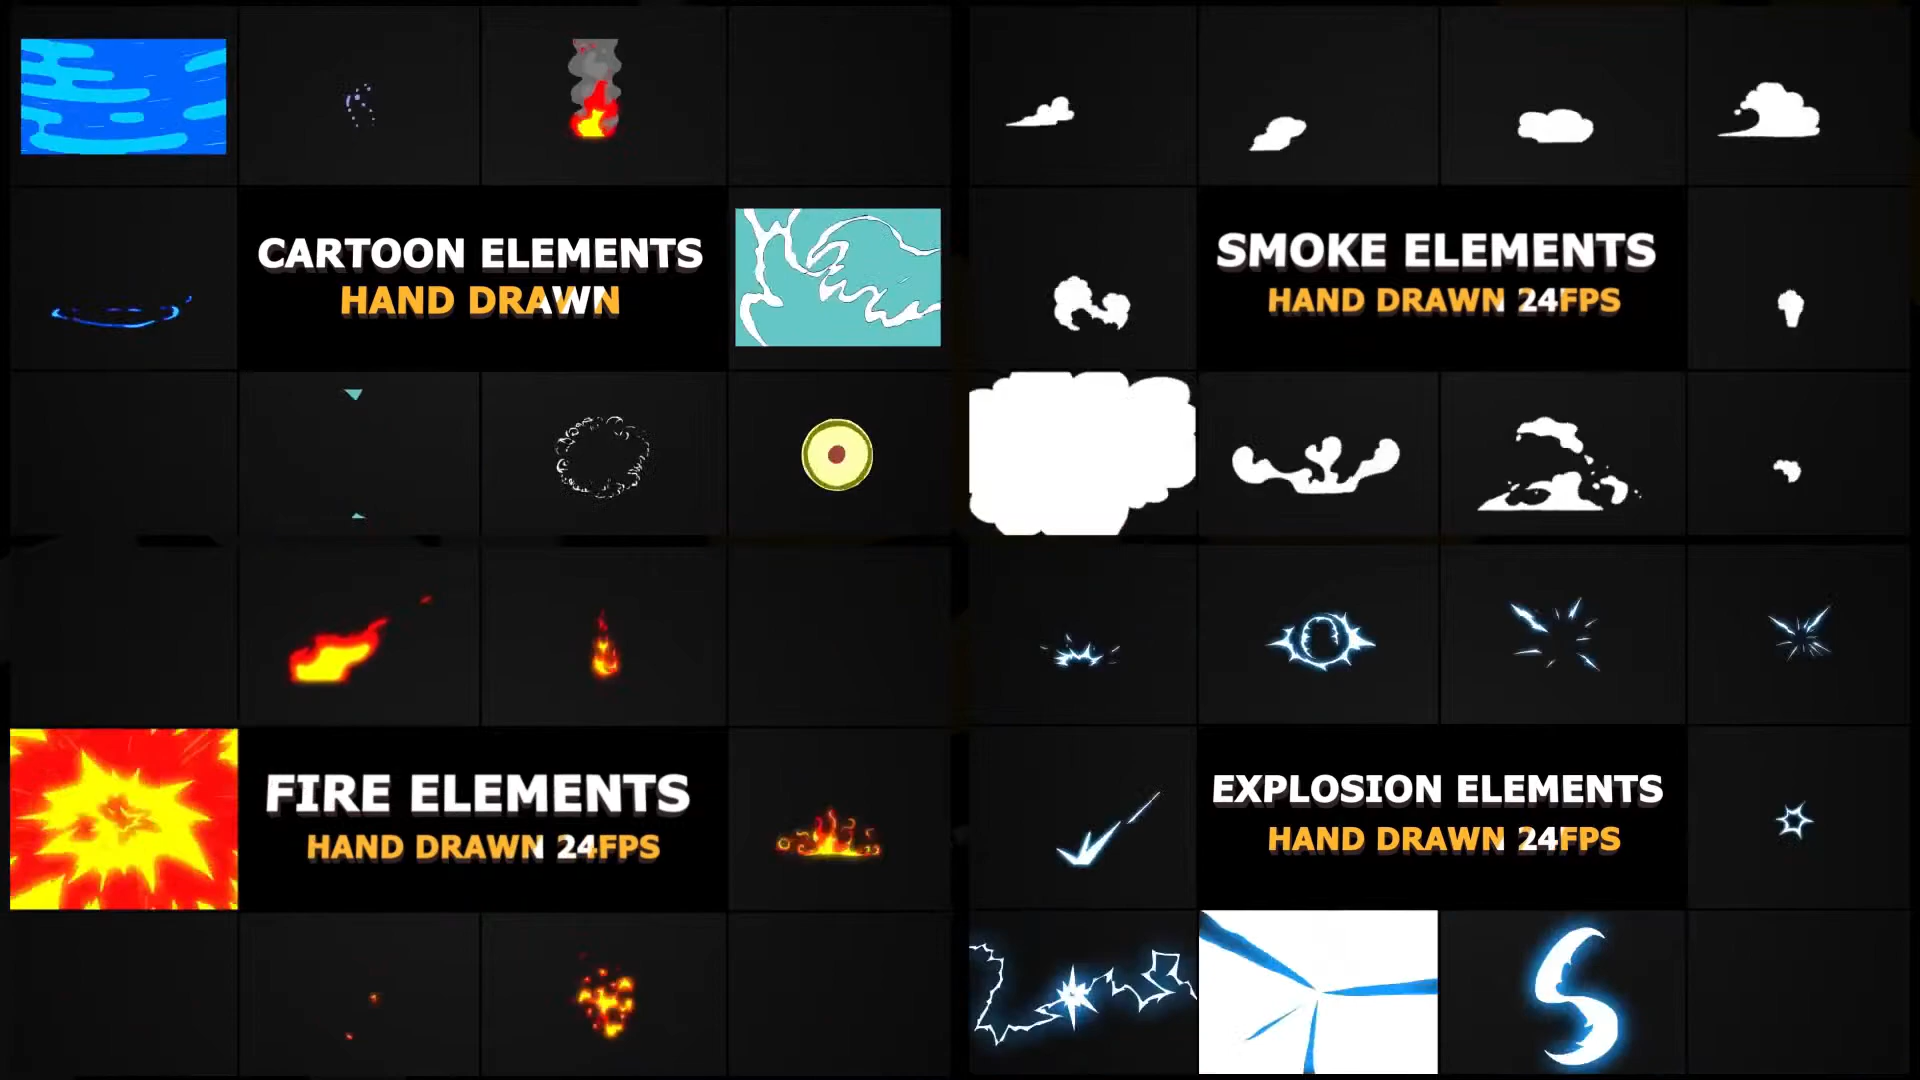 CARTOON ELEMENTS
HAND DRAWN
SMOKE ELEMENTS
HAND DRAWN 24FPS
FIRE ELEMENTS
HAND DRAWN 24FPS
EXPLOSION ELEMENTS
HAND DRAWN 24FPS